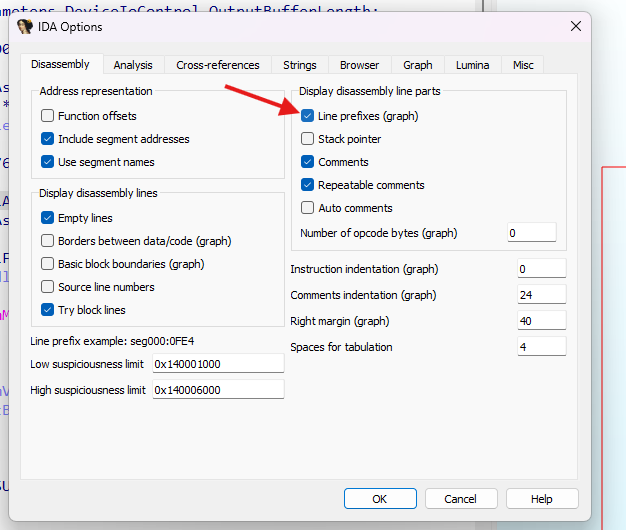 rameters.DeviceIoControl.OutputBufferLength;
IDA Options
Disassembly
Analysis
Cross-references
Strings
Browser
Graph
Lumina
Misc
Address representation
Function offsets
Include segment addresses
Use segment names
Display disassembly lines
Empty lines
Borders between data/code (graph)
Basic block boundaries (graph)
Source line numbers
Try block lines
Line prefix example: seg000:0FE4
Low suspiciousness limit 0x140001000
High suspiciousness limit 0x140006000
Display disassembly line parts
Line prefixes (graph)
Stack pointer
Comments
Repeatable comments
Auto comments
Number of opcode bytes (graph) 0
Instruction indentation (graph) 0
Comments indentation (graph) 24
Right margin (graph) 40
Spaces for tabulation 4
OK
Cancel
Help